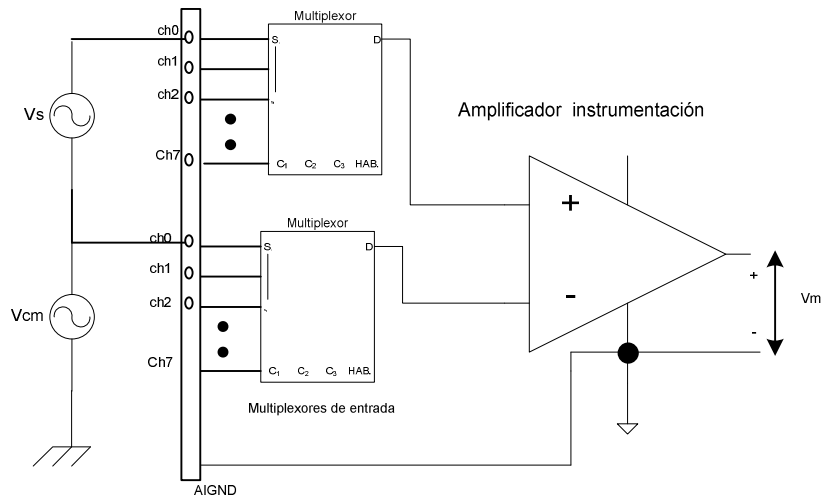 Multiplexor
ch0
S
D
ch1
ch2
Amplificador instrumentación
Vs
Ch7
C1 C2 C3 HAB.
Multiplexor
ch0
S
D
+
ch1
-
+
ch2
Vcm
Vm
-
Ch7
C1 C2 C3 HAB.
Multiplexores de entrada
AIGND